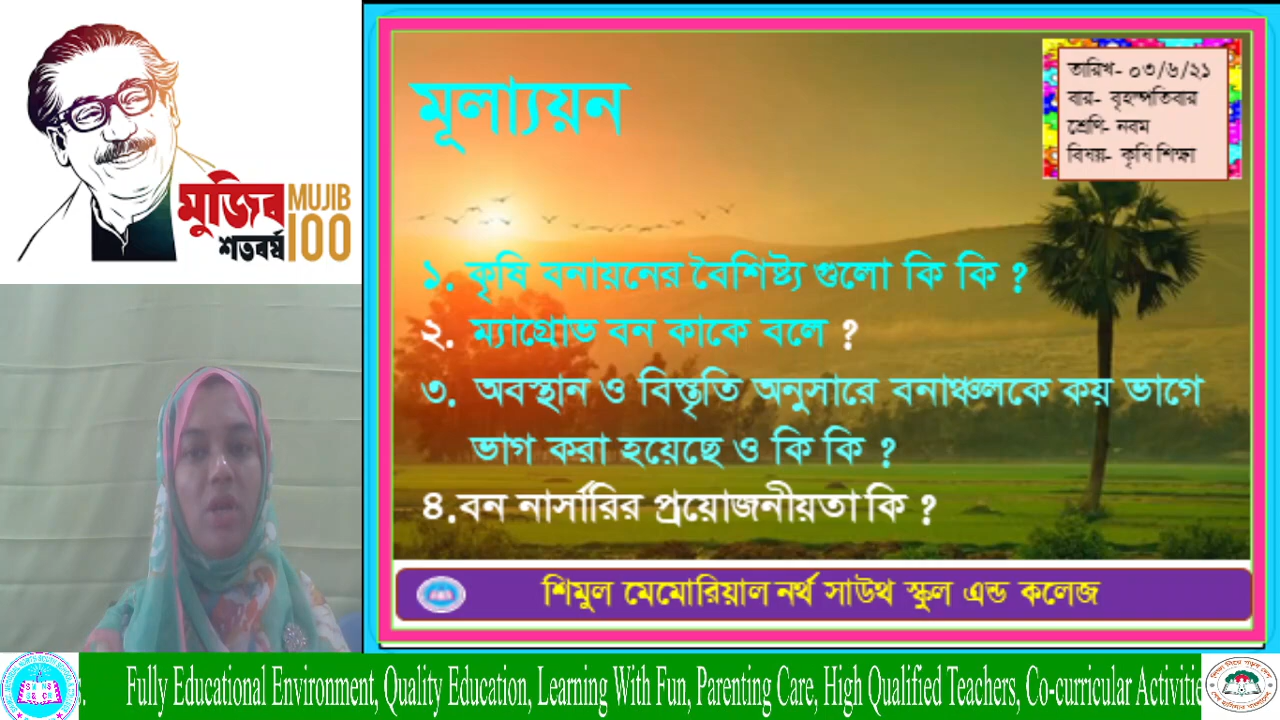 মুজিব
শতবর্ষ
MUJIB
100
তারিখ- ০৩/৬/২১
বার- বৃহস্পতিবার
শ্রেণি- নবম
বিষয়- কৃষি শিক্ষা
মূল্যায়ন
১. কৃষি বনায়নের বৈশিষ্ট্য গুলো কি কি ?
২. ম্যাগ্রোভ বন কাকে বলে ?
৩. অবস্থান ও বিস্তৃতি অনুসারে বনাঞ্চলকে কয় ভাগে
ভাগ করা হয়েছে ও কি কি ?
৪.বন নার্সারির প্রয়োজনীয়তা কি ?
শিমুল মেমোরিয়াল নর্থ সাউথ স্কুল এন্ড কলেজ
Fully Educational Environment, Quality Education, Learning With Fun, Parenting Care, High Qualified Teachers, Co-curricular Activitie